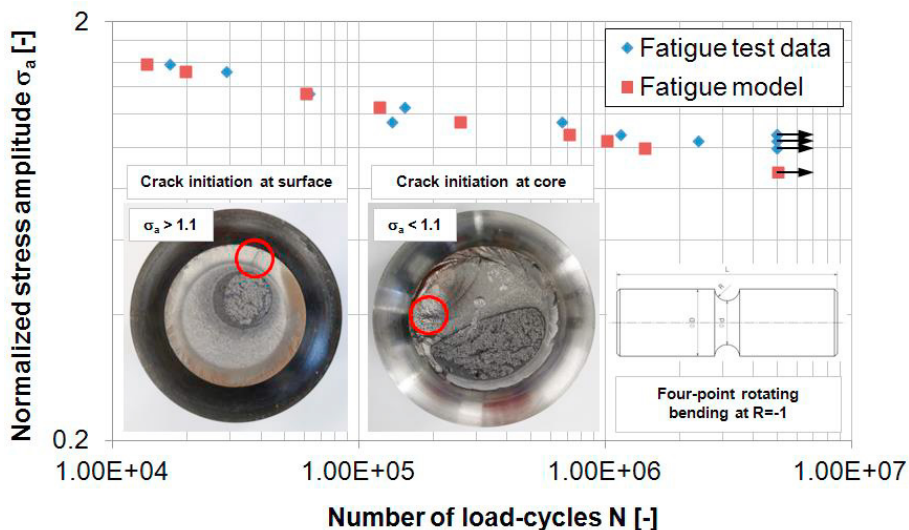 2
Normalized stress amplitude σa [-]
Fatigue test data
Fatigue model
Crack initiation at surface
Crack initiation at core
σa > 1.1
σa < 1.1
L
R
□D
□d
Four-point rotating
bending at R=-1
0.2
1.00E+04
1.00E+05
1.00E+06
1.00E+07
Number of load-cycles N [-]